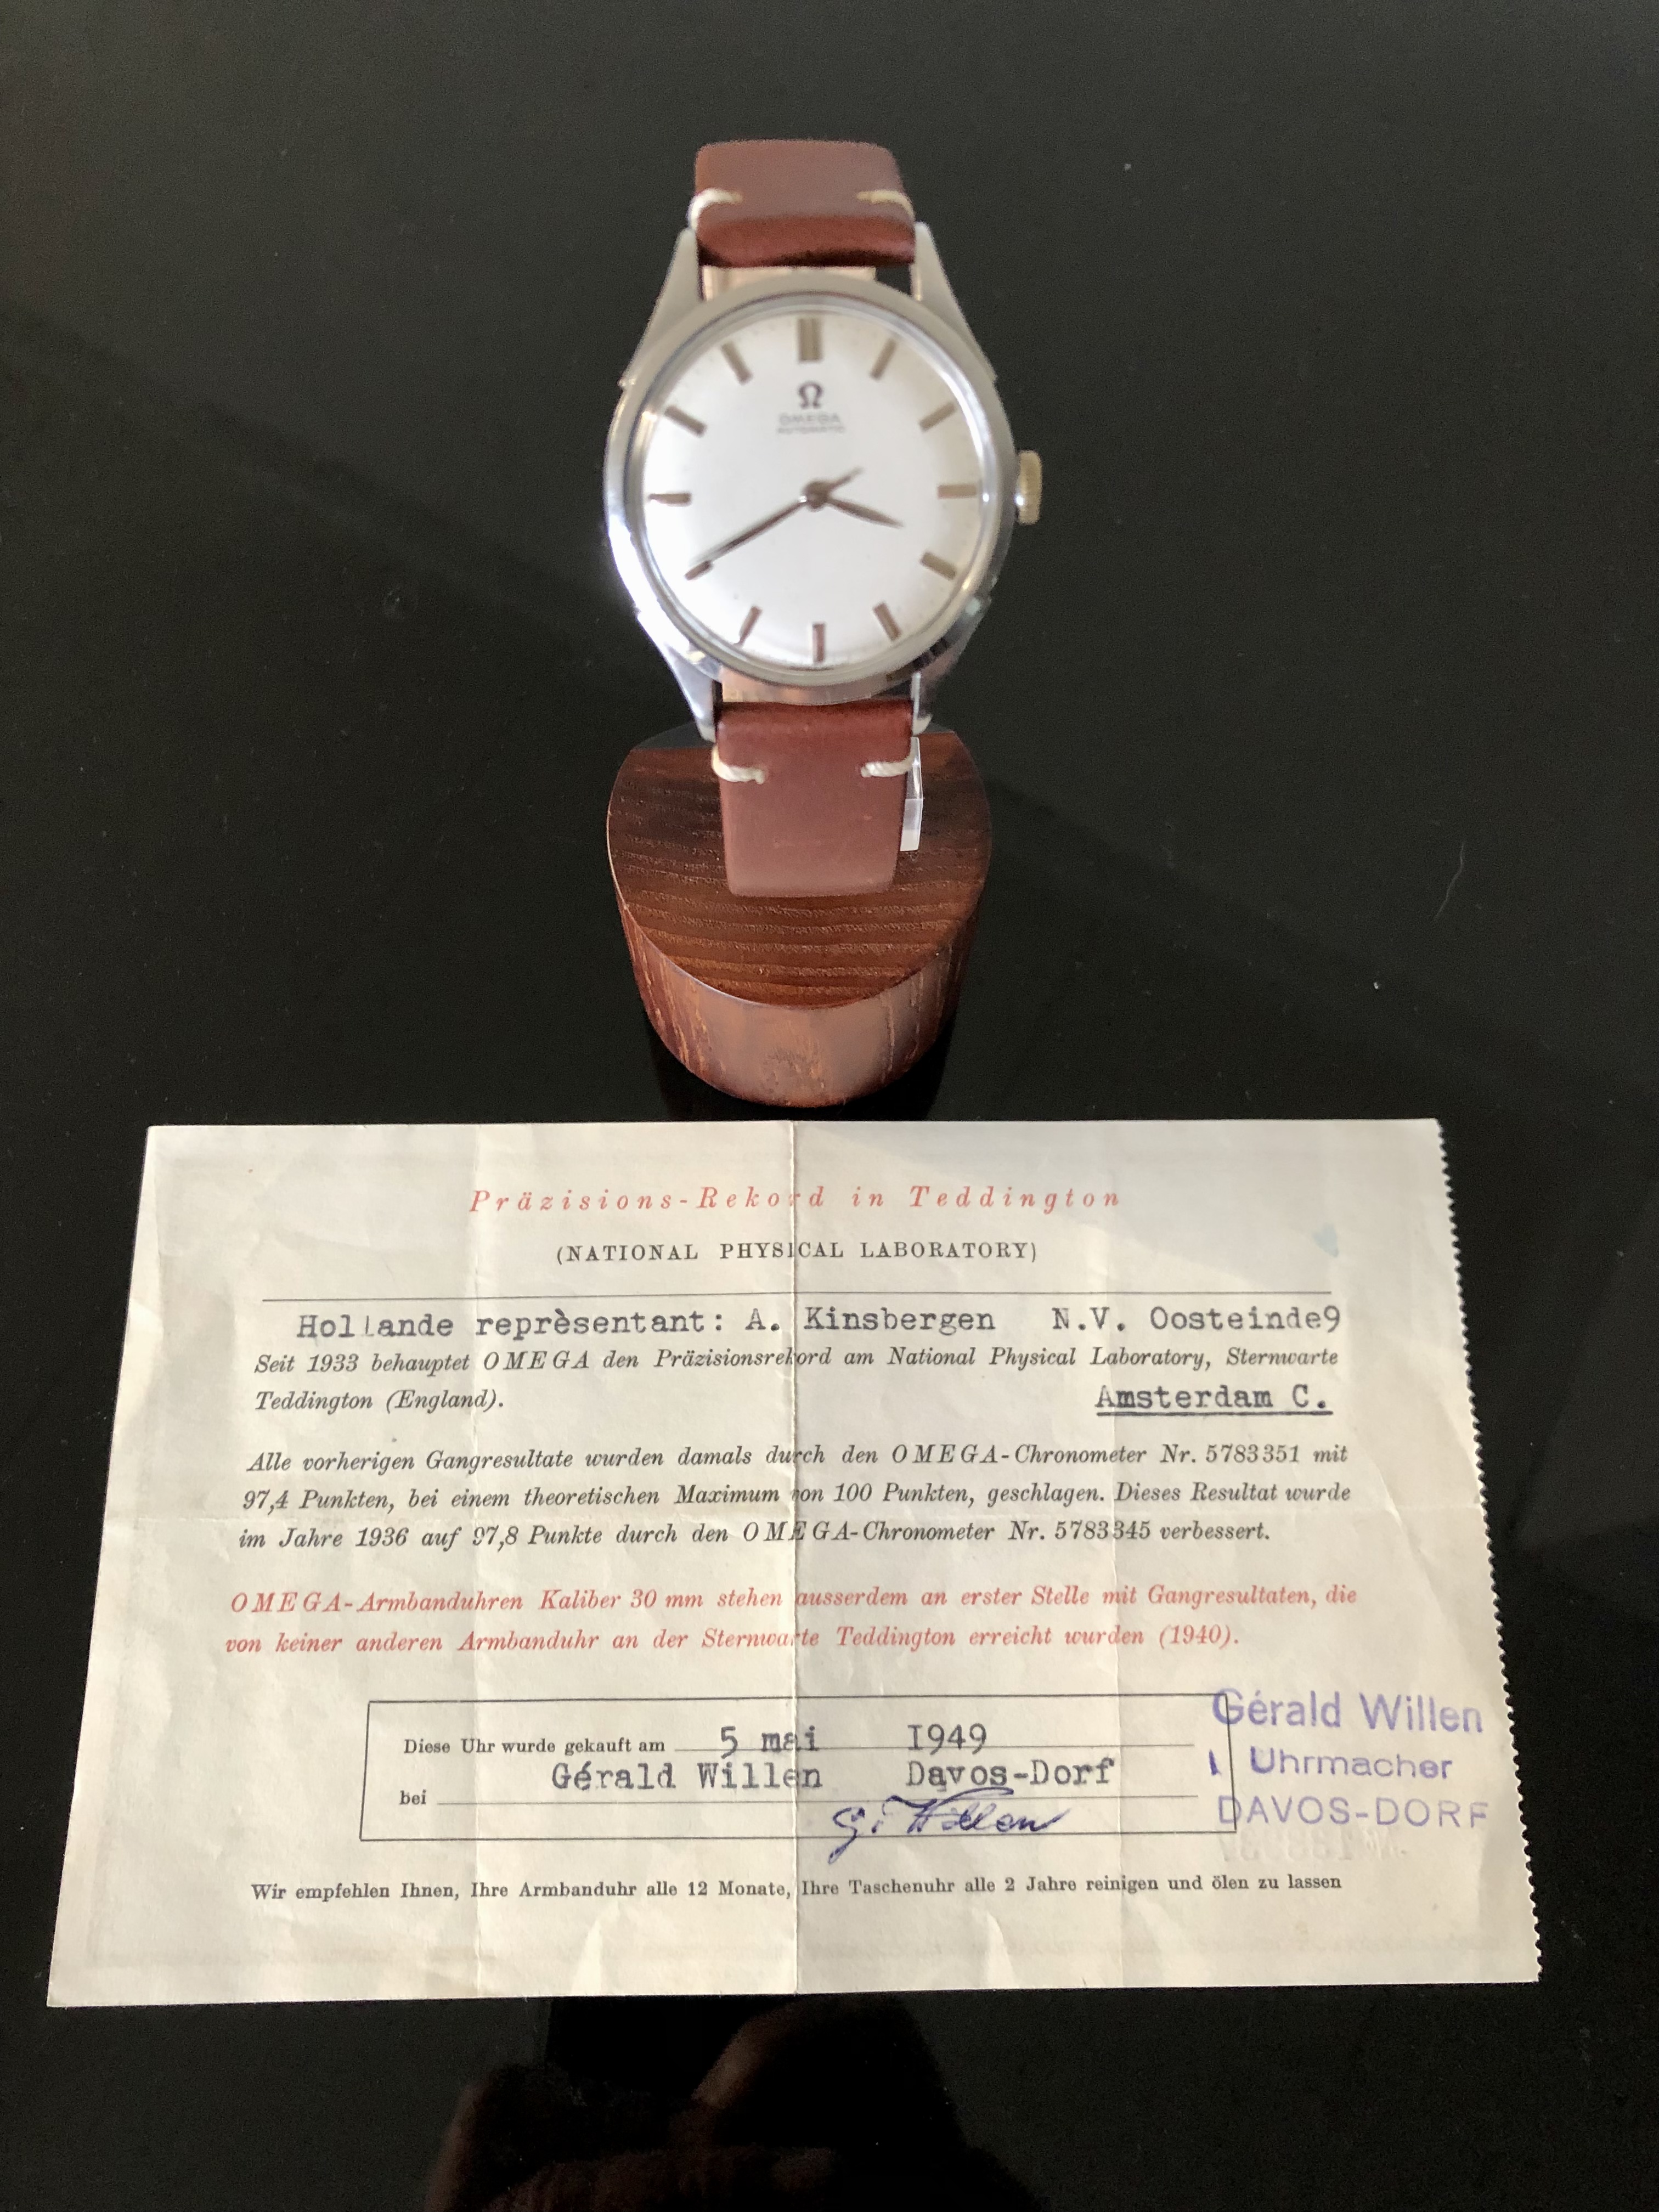 Ω
OMEGA
AUTOMATIC
Präzisions-Rekord in Teddington
(NATIONAL PHYSICAL LABORATORY)
Hollande reprèsentant: A. Kinsbergen N.V. Oosteinde9
Seit 1933 behauptet OMEGA den Präzisionsrekord am National Physical Laboratory, Sternwarte
Teddington (England). Amsterdam C.
Alle vorherigen Gangresultate wurden damals durch den OMEGA-Chronometer Nr. 5783351 mit
97,4 Punkten, bei einem theoretischen Maximum von 100 Punkten, geschlagen. Dieses Resultat wurde
im Jahre 1936 auf 97,8 Punkte durch den OMEGA-Chronometer Nr. 5783345 verbessert.
OMEGA-Armbanduhren Kaliber 30 mm stehen ausserdem an erster Stelle mit Gangresultaten, die
von keiner anderen Armbanduhr an der Sternwarte Teddington erreicht wurden (1940).
Diese Uhr wurde gekauft am 5 mai I949
bei Gérald Willen Davos-Dorf
G. Willen
Gérald Willen
Uhrmacher
DAVOS-DORF
Wir empfehlen Ihnen, Ihre Armbanduhr alle 12 Monate, Ihre Taschenuhr alle 2 Jahre reinigen und ölen zu lassen